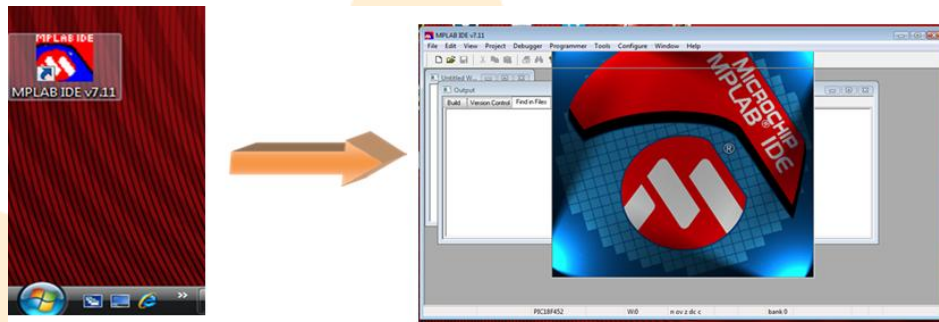 MPLAB IDE
MPLAB IDE v7.11
»
MPLAB IDE v7.11
File Edit View Project Debugger Programmer Tools Configure Window Help
Untitled W...
Output
Build Version Control Find in Files
MICROCHIP
MPLAB® IDE
®
PIC18F452 W:0 n ov z dc c bank 0